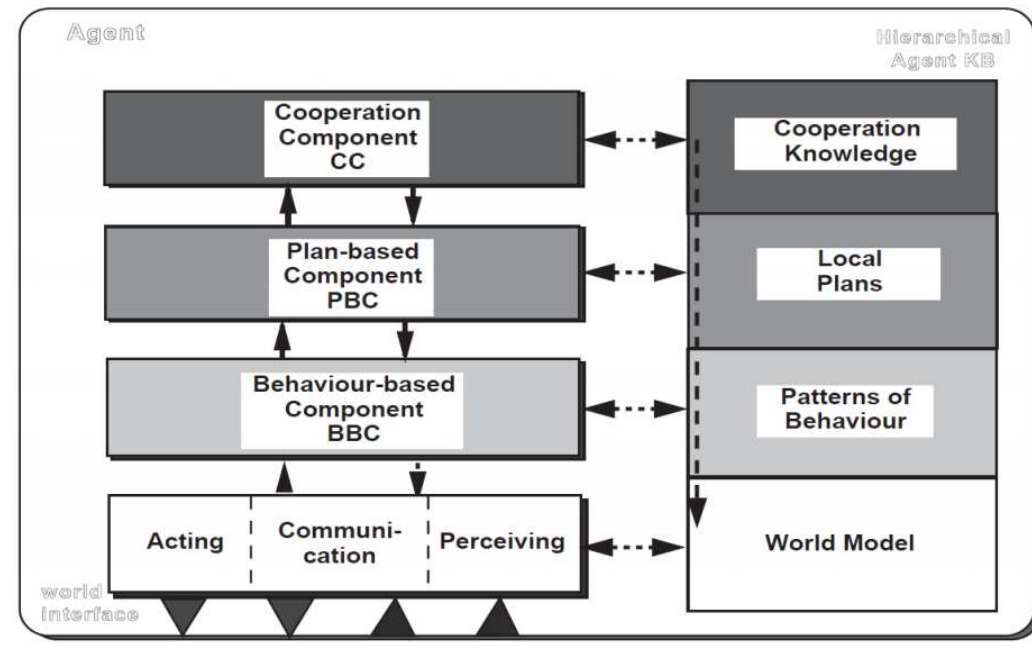 Agent
Hierarchical
Agent KB
Cooperation
Component
CC
Cooperation
Knowledge
Plan-based
Component
PBC
Local
Plans
Behaviour-based
Component
BBC
Patterns of
Behaviour
Acting
Communi-
cation
Perceiving
World Model
world
interface